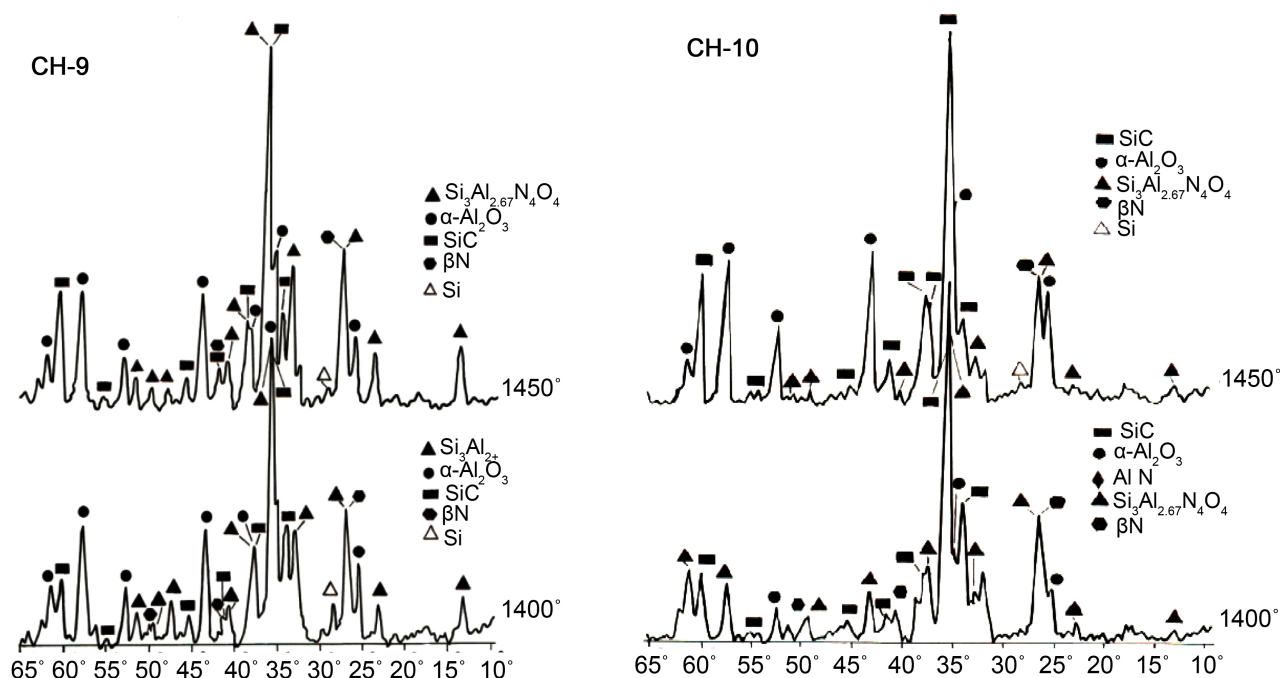 CH-9
▲ Si3Al2.67N4O4
● α-Al2O3
■ SiC
⬢ βN
△ Si
1450°
▲ Si3Al2+
● α-Al2O3
■ SiC
⬢ βN
△ Si
1400°
65° 60° 55° 50° 45° 40° 35° 30° 25° 20° 15° 10°
CH-10
■ SiC
● α-Al2O3
▲ Si3Al2.67N4O4
⬢ βN
△ Si
1450°
■ SiC
● α-Al2O3
♦ Al N
▲ Si3Al2.67N4O4
⬢ βN
1400°
65° 60° 55° 50° 45° 40° 35° 30° 25° 20° 15° 10°